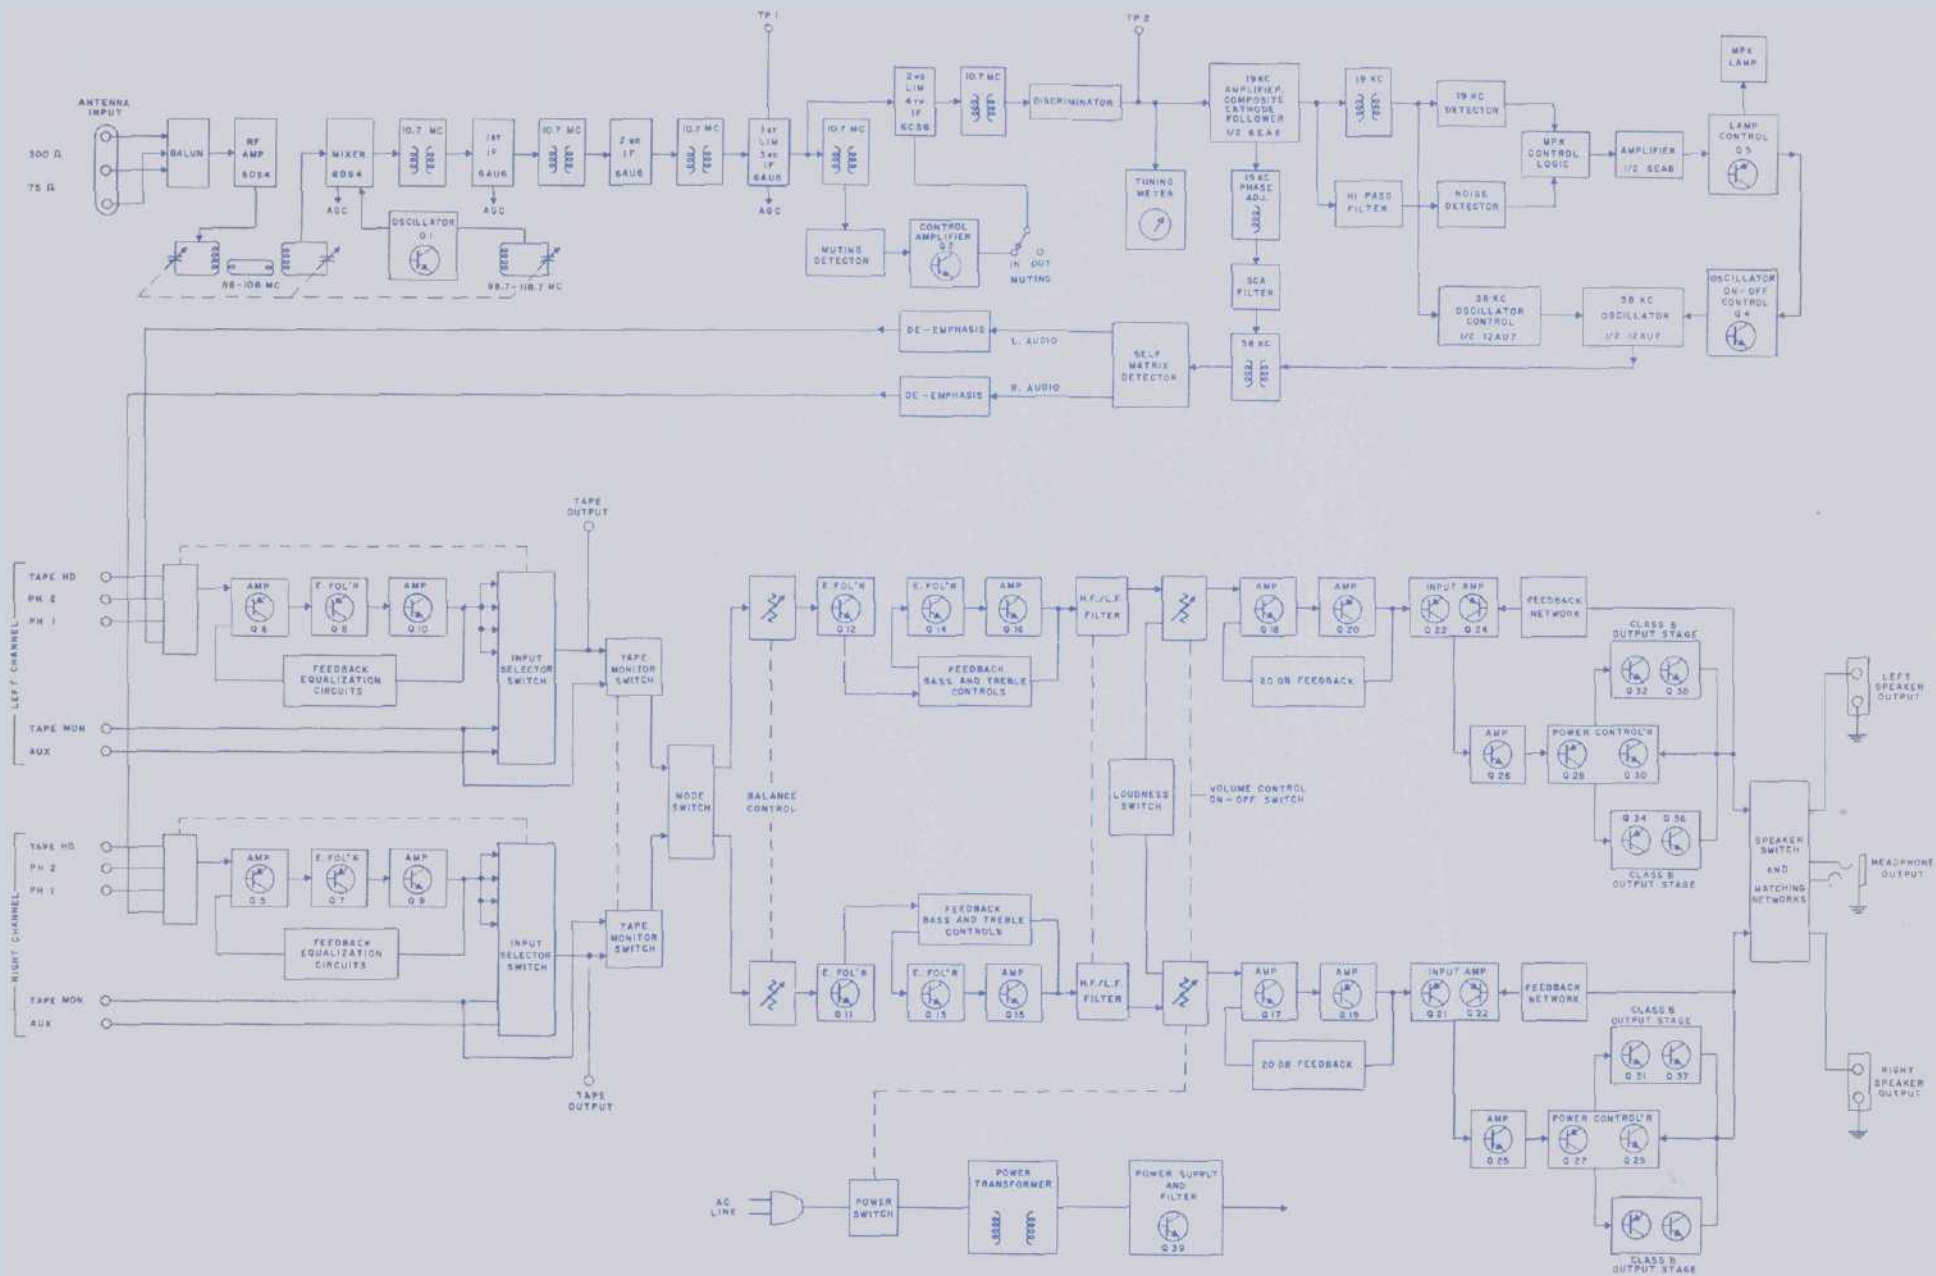 TP 1
TP 2
ANTENNA
INPUT
300 Ω
75 Ω
BALUN
RF
AMP
6DS4
MIXER
6DS4
AGC
10.7 MC
1ST
IF
6AU6
AGC
10.7 MC
2ND
IF
6AU6
10.7 MC
1ST
LIM
3RD
IF
6AU6
AGC
10.7 MC
2ND
LIM
4TH
IF
10.7 MC
DISCRIMINATOR
OSCILLATOR
Q1
88-108 MC
98.7-118.7 MC
MUTING
DETECTOR
CONTROL
AMPLIFIER
IN OUT
MUTING
TUNING
METER
19 KC
AMPLIFIER,
COMPOSITE
CATHODE
FOLLOWER
1/2 6EA8
19 KC
PHASE
ADJ.
SCA
FILTER
38 KC
19 KC
19 KC
DETECTOR
HI PASS
FILTER
NOISE
DETECTOR
MPX
CONTROL
LOGIC
AMPLIFIER
1/2 6EA8
MPX
LAMP
LAMP
CONTROL
38 KC
OSCILLATOR
CONTROL
1/2 12AU7
38 KC
OSCILLATOR
1/2 12AU7
OSCILLATOR
ON-OFF
CONTROL
Q4
DE-EMPHASIS
L. AUDIO
DE-EMPHASIS
R. AUDIO
SELF
MATRIX
DETECTOR
LEFT CHANNEL
TAPE HD
PH 2
PH 1
TAPE MON
AUX
AMP
Q6
E. FOL'R
Q8
AMP
Q10
FEEDBACK
EQUALIZATION
CIRCUITS
INPUT
SELECTOR
SWITCH
TAPE
OUTPUT
TAPE
MONITOR
SWITCH
MODE
SWITCH
BALANCE
CONTROL
E. FOL'R
Q12
E. FOL'R
Q14
AMP
Q16
FEEDBACK
BASS AND TREBLE
CONTROLS
H.F./L.F.
FILTER
LOUDNESS
SWITCH
VOLUME CONTROL
ON-OFF SWITCH
AMP
Q18
AMP
Q20
20 DB FEEDBACK
INPUT AMP
Q22 Q24
FEEDBACK
NETWORK
CLASS B
OUTPUT STAGE
Q32
AMP
Q26
POWER CONTROL'R
Q28 Q30
Q34 Q36
CLASS B
OUTPUT STAGE
LEFT
SPEAKER
OUTPUT
SPEAKER
SWITCH
AND
MATCHING
NETWORKS
HEADPHONE
OUTPUT
RIGHT CHANNEL
TAPE HD
PH 2
PH 1
TAPE MON
AUX
AMP
Q5
E. FOL'R
Q7
AMP
Q9
FEEDBACK
EQUALIZATION
CIRCUITS
INPUT
SELECTOR
SWITCH
TAPE
MONITOR
SWITCH
TAPE
OUTPUT
E. FOL'R
Q11
FEEDBACK
BASS AND TREBLE
CONTROLS
E. FOL'R
Q13
AMP
Q15
H.F./L.F.
FILTER
AMP
Q17
AMP
Q19
20 DB FEEDBACK
INPUT AMP
Q21 Q22
FEEDBACK
NETWORK
CLASS B
OUTPUT STAGE
Q31 Q37
AMP
Q25
POWER CONTROL'R
Q27 Q29
CLASS B
OUTPUT STAGE
RIGHT
SPEAKER
OUTPUT
AC
LINE
POWER
SWITCH
POWER
TRANSFORMER
POWER SUPPLY
AND
FILTER
Q39